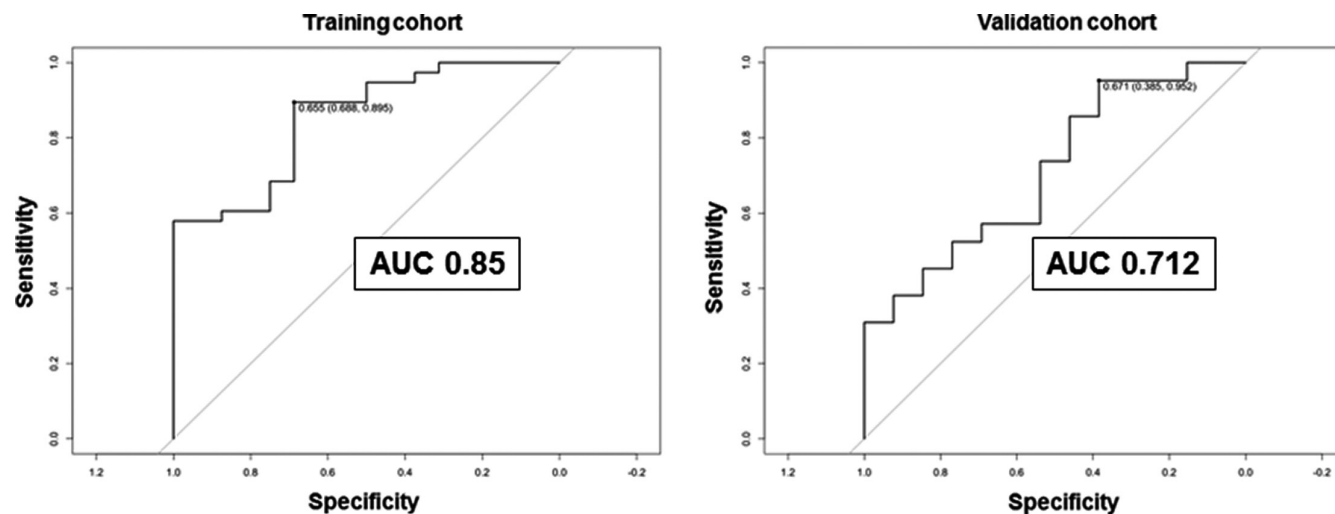 Training cohort
Sensitivity
1.0
0.8
0.6
0.4
0.2
0.0
0.655 (0.688, 0.895)
AUC 0.85
1.2 1.0 0.8 0.6 0.4 0.2 0.0 -0.2
Specificity
Validation cohort
Sensitivity
1.0
0.8
0.6
0.4
0.2
0.0
0.671 (0.385, 0.952)
AUC 0.712
1.2 1.0 0.8 0.6 0.4 0.2 0.0 -0.2
Specificity